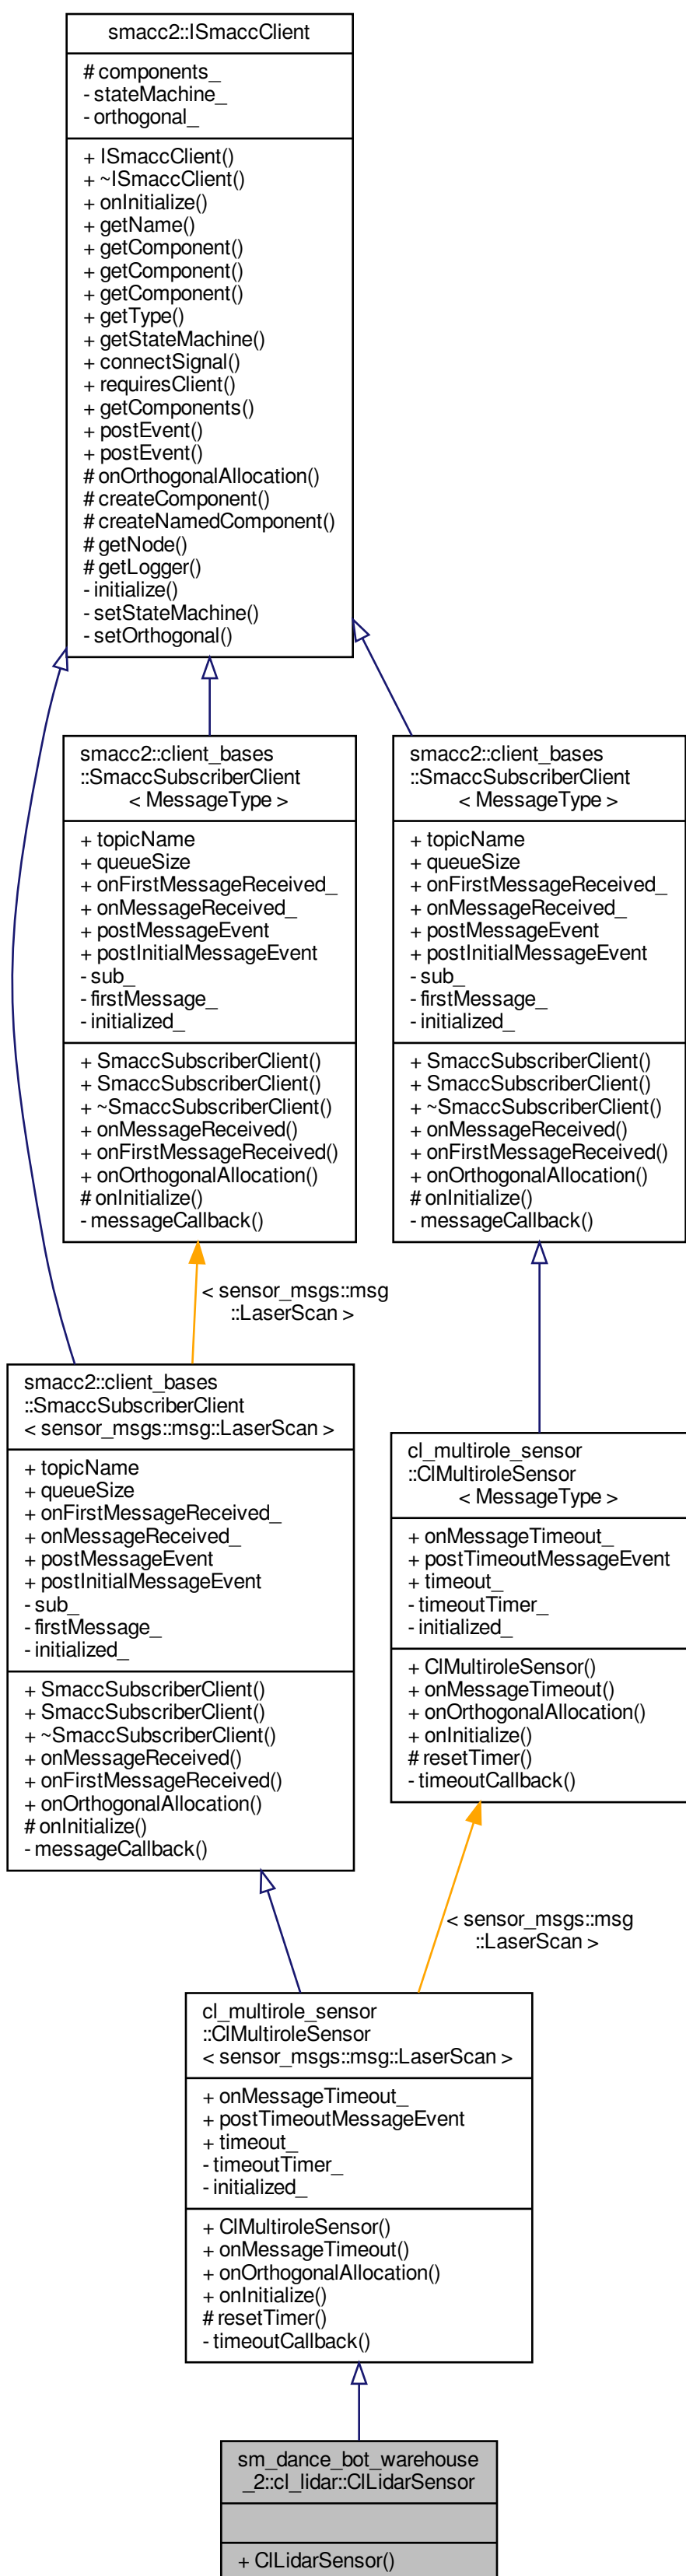 smacc2::ISmaccClient
# components_
- stateMachine_
- orthogonal_
+ ISmaccClient()
+ ~ISmaccClient()
+ onInitialize()
+ getName()
+ getComponent()
+ getComponent()
+ getComponent()
+ getType()
+ getStateMachine()
+ connectSignal()
+ requiresClient()
+ getComponents()
+ postEvent()
+ postEvent()
# onOrthogonalAllocation()
# createComponent()
# createNamedComponent()
# getNode()
# getLogger()
- initialize()
- setStateMachine()
- setOrthogonal()
smacc2::client_bases
::SmaccSubscriberClient
< MessageType >
+ topicName
+ queueSize
+ onFirstMessageReceived_
+ onMessageReceived_
+ postMessageEvent
+ postInitialMessageEvent
- sub_
- firstMessage_
- initialized_
+ SmaccSubscriberClient()
+ SmaccSubscriberClient()
+ ~SmaccSubscriberClient()
+ onMessageReceived()
+ onFirstMessageReceived()
+ onOrthogonalAllocation()
# onInitialize()
- messageCallback()
smacc2::client_bases
::SmaccSubscriberClient
< MessageType >
+ topicName
+ queueSize
+ onFirstMessageReceived_
+ onMessageReceived_
+ postMessageEvent
+ postInitialMessageEvent
- sub_
- firstMessage_
- initialized_
+ SmaccSubscriberClient()
+ SmaccSubscriberClient()
+ ~SmaccSubscriberClient()
+ onMessageReceived()
+ onFirstMessageReceived()
+ onOrthogonalAllocation()
# onInitialize()
- messageCallback()
< sensor_msgs::msg
::LaserScan >
smacc2::client_bases
::SmaccSubscriberClient
< sensor_msgs::msg::LaserScan >
+ topicName
+ queueSize
+ onFirstMessageReceived_
+ onMessageReceived_
+ postMessageEvent
+ postInitialMessageEvent
- sub_
- firstMessage_
- initialized_
+ SmaccSubscriberClient()
+ SmaccSubscriberClient()
+ ~SmaccSubscriberClient()
+ onMessageReceived()
+ onFirstMessageReceived()
+ onOrthogonalAllocation()
# onInitialize()
- messageCallback()
cl_multirole_sensor
::ClMultiroleSensor
< MessageType >
+ onMessageTimeout_
+ postTimeoutMessageEvent
+ timeout_
- timeoutTimer_
- initialized_
+ ClMultiroleSensor()
+ onMessageTimeout()
+ onOrthogonalAllocation()
+ onInitialize()
# resetTimer()
- timeoutCallback()
< sensor_msgs::msg
::LaserScan >
cl_multirole_sensor
::ClMultiroleSensor
< sensor_msgs::msg::LaserScan >
+ onMessageTimeout_
+ postTimeoutMessageEvent
+ timeout_
- timeoutTimer_
- initialized_
+ ClMultiroleSensor()
+ onMessageTimeout()
+ onOrthogonalAllocation()
+ onInitialize()
# resetTimer()
- timeoutCallback()
sm_dance_bot_warehouse
_2::cl_lidar::ClLidarSensor
+ ClLidarSensor()